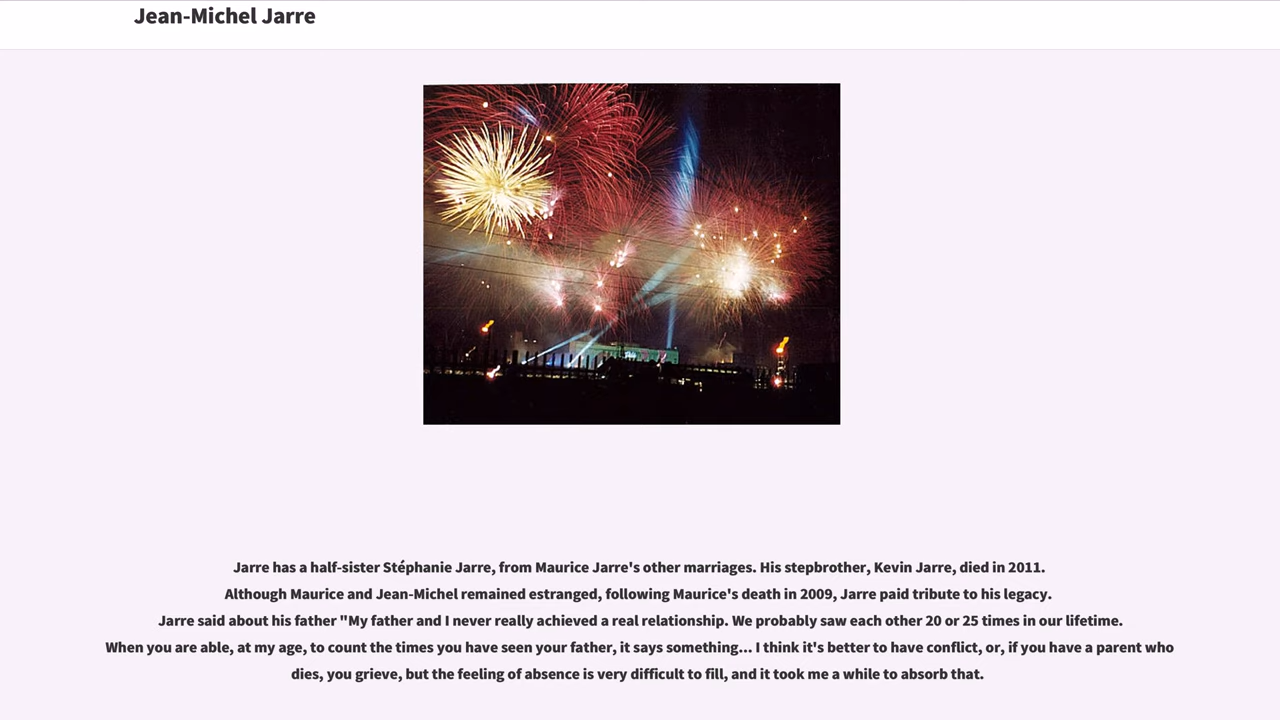 Jean-Michel Jarre
Jarre has a half-sister Stéphanie Jarre, from Maurice Jarre's other marriages. His stepbrother, Kevin Jarre, died in 2011.
Although Maurice and Jean-Michel remained estranged, following Maurice's death in 2009, Jarre paid tribute to his legacy.
Jarre said about his father "My father and I never really achieved a real relationship. We probably saw each other 20 or 25 times in our lifetime.
When you are able, at my age, to count the times you have seen your father, it says something... I think it's better to have conflict, or, if you have a parent who
dies, you grieve, but the feeling of absence is very difficult to fill, and it took me a while to absorb that.